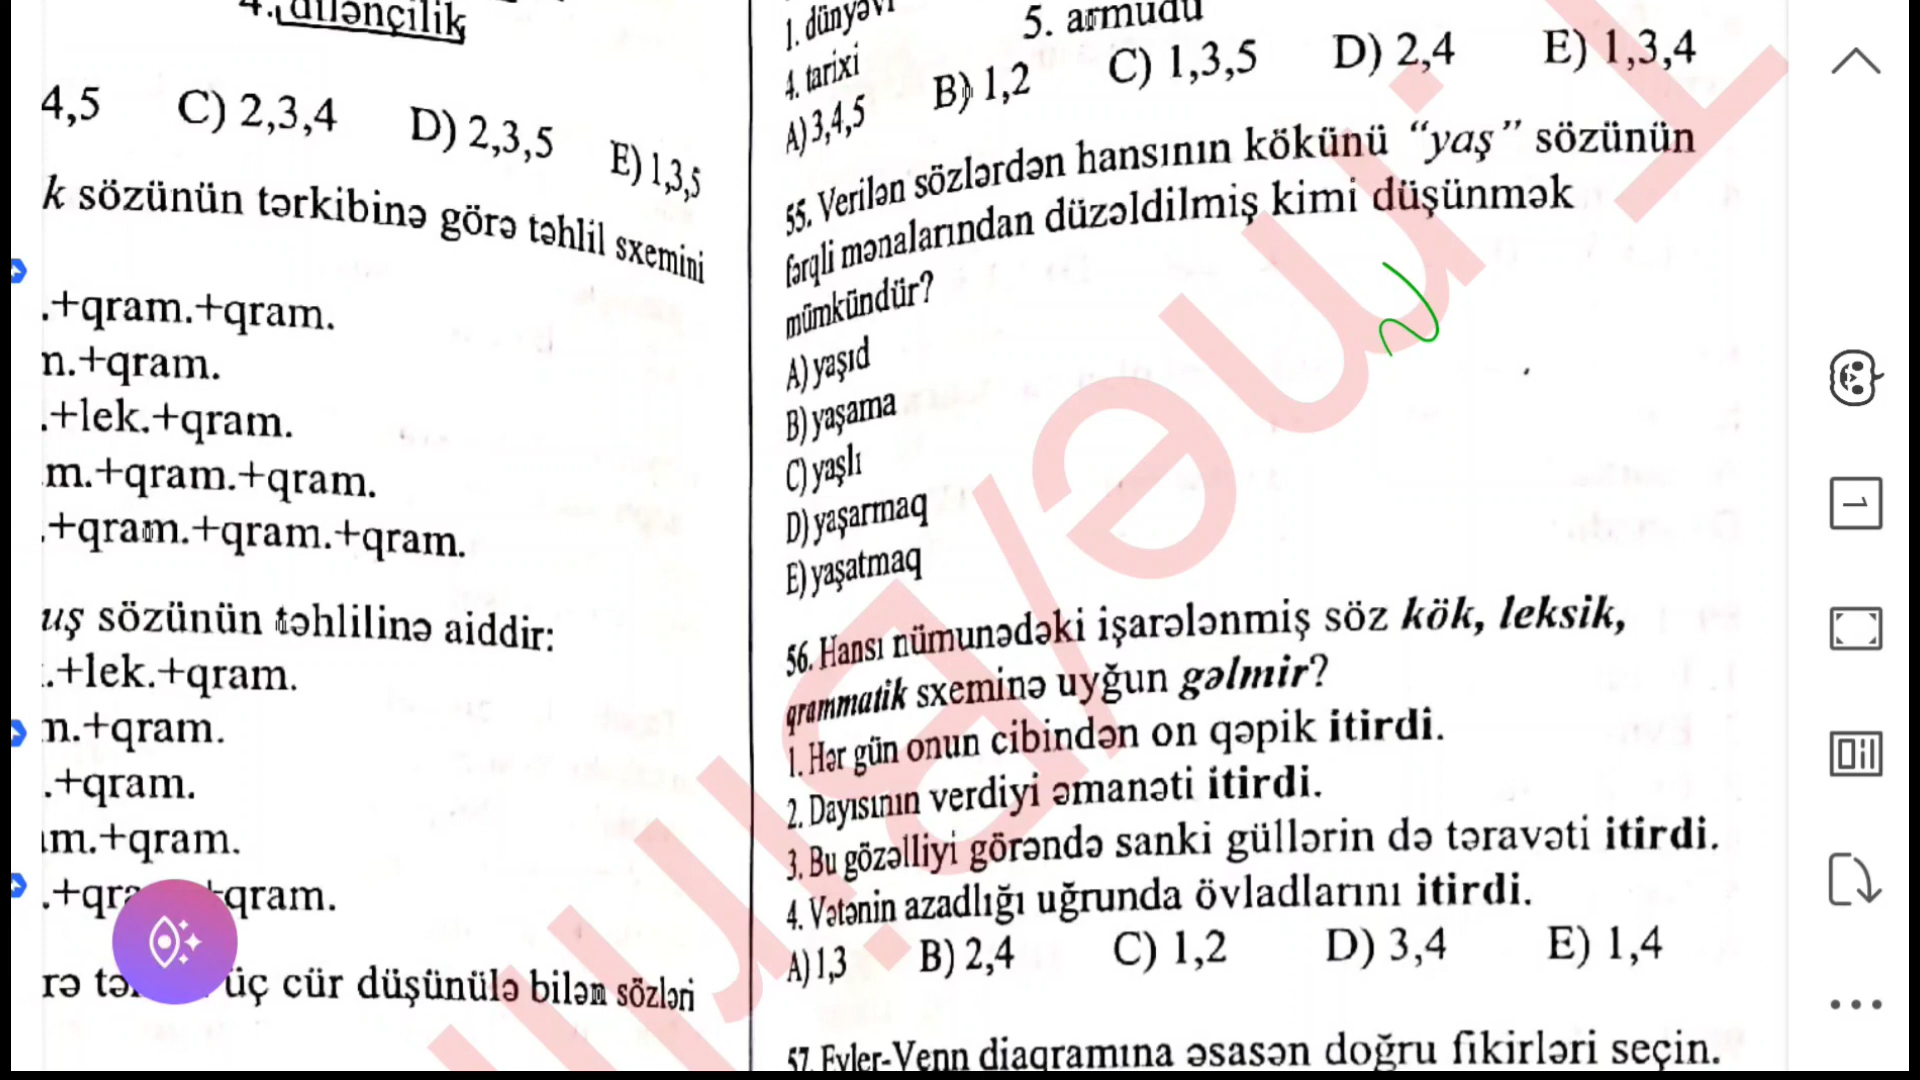 4. dilənçilik
4,5 C) 2,3,4 D) 2,3,5 E) 1,3,5
k sözünün tərkibinə görə təhlil sxemini
.+qram.+qram.
n.+qram.
.+lek.+qram.
m.+qram.+qram.
.+qram.+qram.+qram.
uş sözünün təhlilinə aiddir:
.+lek.+qram.
n.+qram.
.+qram.
m.+qram.
qram.
üç cür düşünülə bilən sözləri
1. dünyəvi 5. armudu
4. tarixi
A) 3,4,5 B) 1,2 C) 1,3,5 D) 2,4 E) 1,3,4
55. Verilən sözlərdən hansının kökünü “yaş” sözünün
fərqli mənalarından düzəldilmiş kimi düşünmək
mümkündür?
A) yaşıd
B) yaşama
C) yaşlı
D) yaşarmaq
E) yaşatmaq
56. Hansı nümunədəki işarələnmiş söz kök, leksik,
qrammatik sxeminə uyğun gəlmir?
1. Hər gün onun cibindən on qəpik itirdi.
2. Dayısının verdiyi əmanəti itirdi.
3. Bu gözəlliyi görəndə sanki güllərin də təravəti itirdi.
4. Vətənin azadlığı uğrunda övladlarını itirdi.
A) 1,3 B) 2,4 C) 1,2 D) 3,4 E) 1,4
57. Eyler-Venn diaqramına əsasən doğru fikirləri seçin.